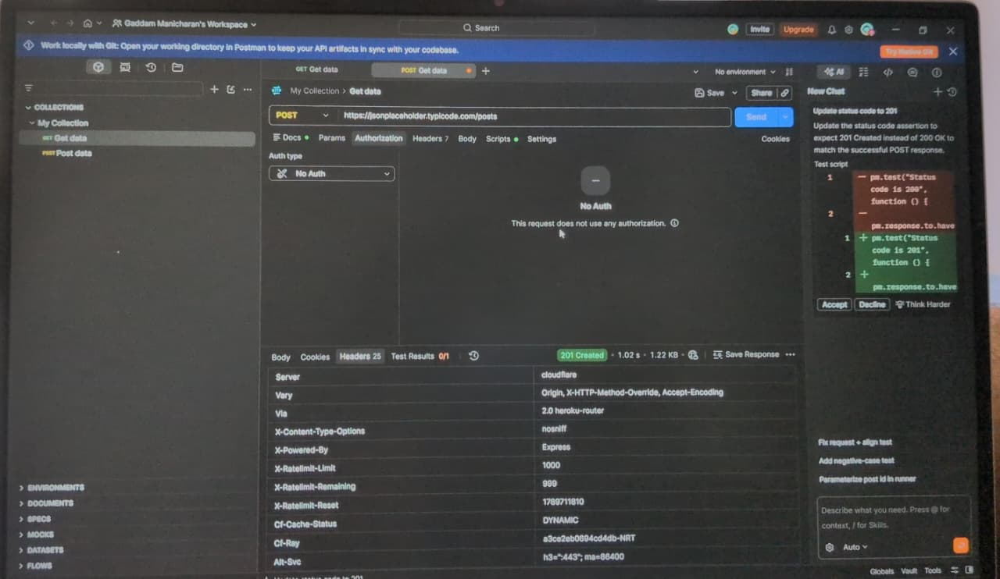 Gaddam Manicharan's Workspace
Search
Invite
Upgrade
Work locally with Git: Open your working directory in Postman to keep your API artifacts in sync with your codebase.
Try Native Git
GET Get data
POST Get data
No environment
AI
COLLECTIONS
My Collection
GET Get data
POST Post data
ENVIRONMENTS
DOCUMENTS
SPECS
MOCKS
DATASETS
FLOWS
My Collection > Get data
Save
Share
POST
https://jsonplaceholder.typicode.com/posts
Send
Docs
Params
Authorization
Headers 7
Body
Scripts
Settings
Cookies
Auth type
No Auth
No Auth
This request does not use any authorization.
Body
Cookies
Headers 25
Test Results 0/1
201 Created
1.02 s
1.22 KB
Save Response
Server cloudflare
Vary Origin, X-HTTP-Method-Override, Accept-Encoding
Via 2.0 heroku-router
X-Content-Type-Options nosniff
X-Powered-By Express
X-Ratelimit-Limit 1000
X-Ratelimit-Remaining 999
X-Ratelimit-Reset 1789711810
Cf-Cache-Status DYNAMIC
Cf-Ray a3ce2eb0694cd4db-NRT
Alt-Svc h3=":443"; ma=86400
Update status code to 201
New Chat
Update status code to 201
Update the status code assertion to
expect 201 Created instead of 200 OK to
match the successful POST response.
Test script
1 - pm.test("Status
code is 200",
function () {
2 -
pm.response.to.have
1 + pm.test("Status
code is 201",
function () {
2 +
pm.response.to.have
Accept
Decline
Think Harder
Fix request + align test
Add negative-case test
Parameterize post id in runner
Describe what you need. Press @ for
context, / for Skills.
Auto
Globals
Vault
Tools